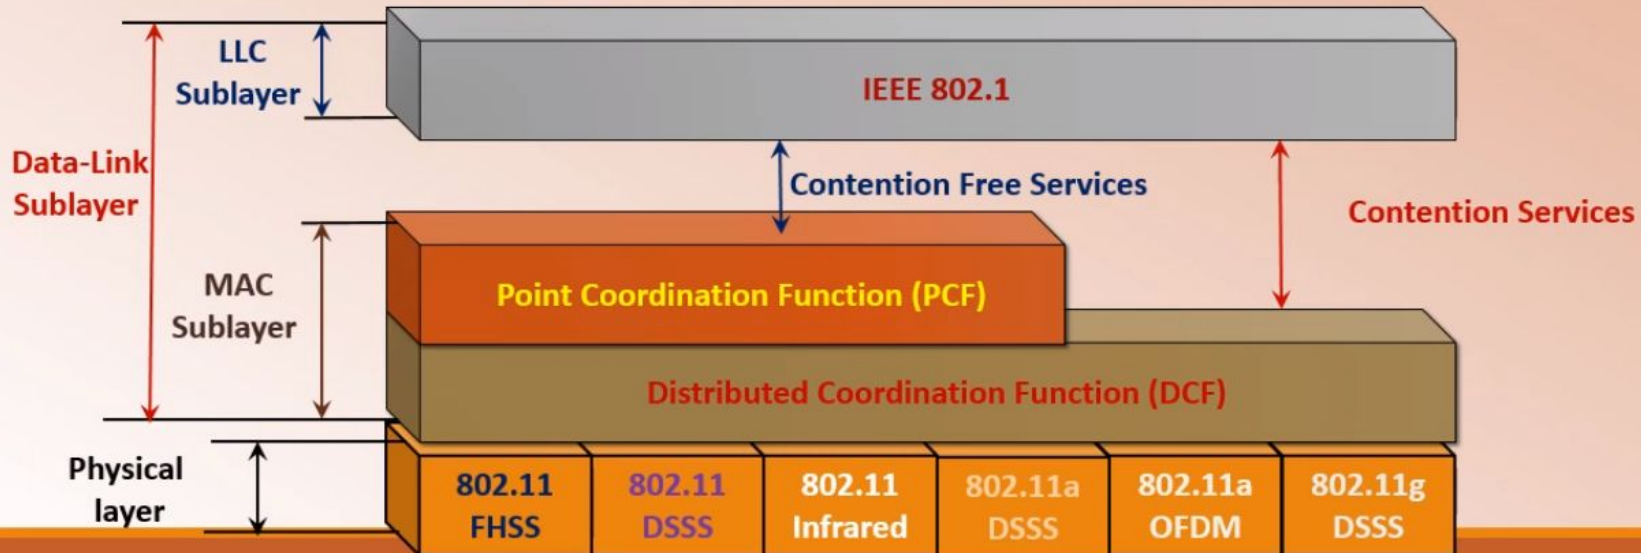 LLC
Sublayer
IEEE 802.1
Data-Link
Sublayer
Contention Free Services
Contention Services
MAC
Sublayer
Point Coordination Function (PCF)
Distributed Coordination Function (DCF)
Physical
layer
802.11
FHSS
802.11
DSSS
802.11
Infrared
802.11a
DSSS
802.11a
OFDM
802.11g
DSSS